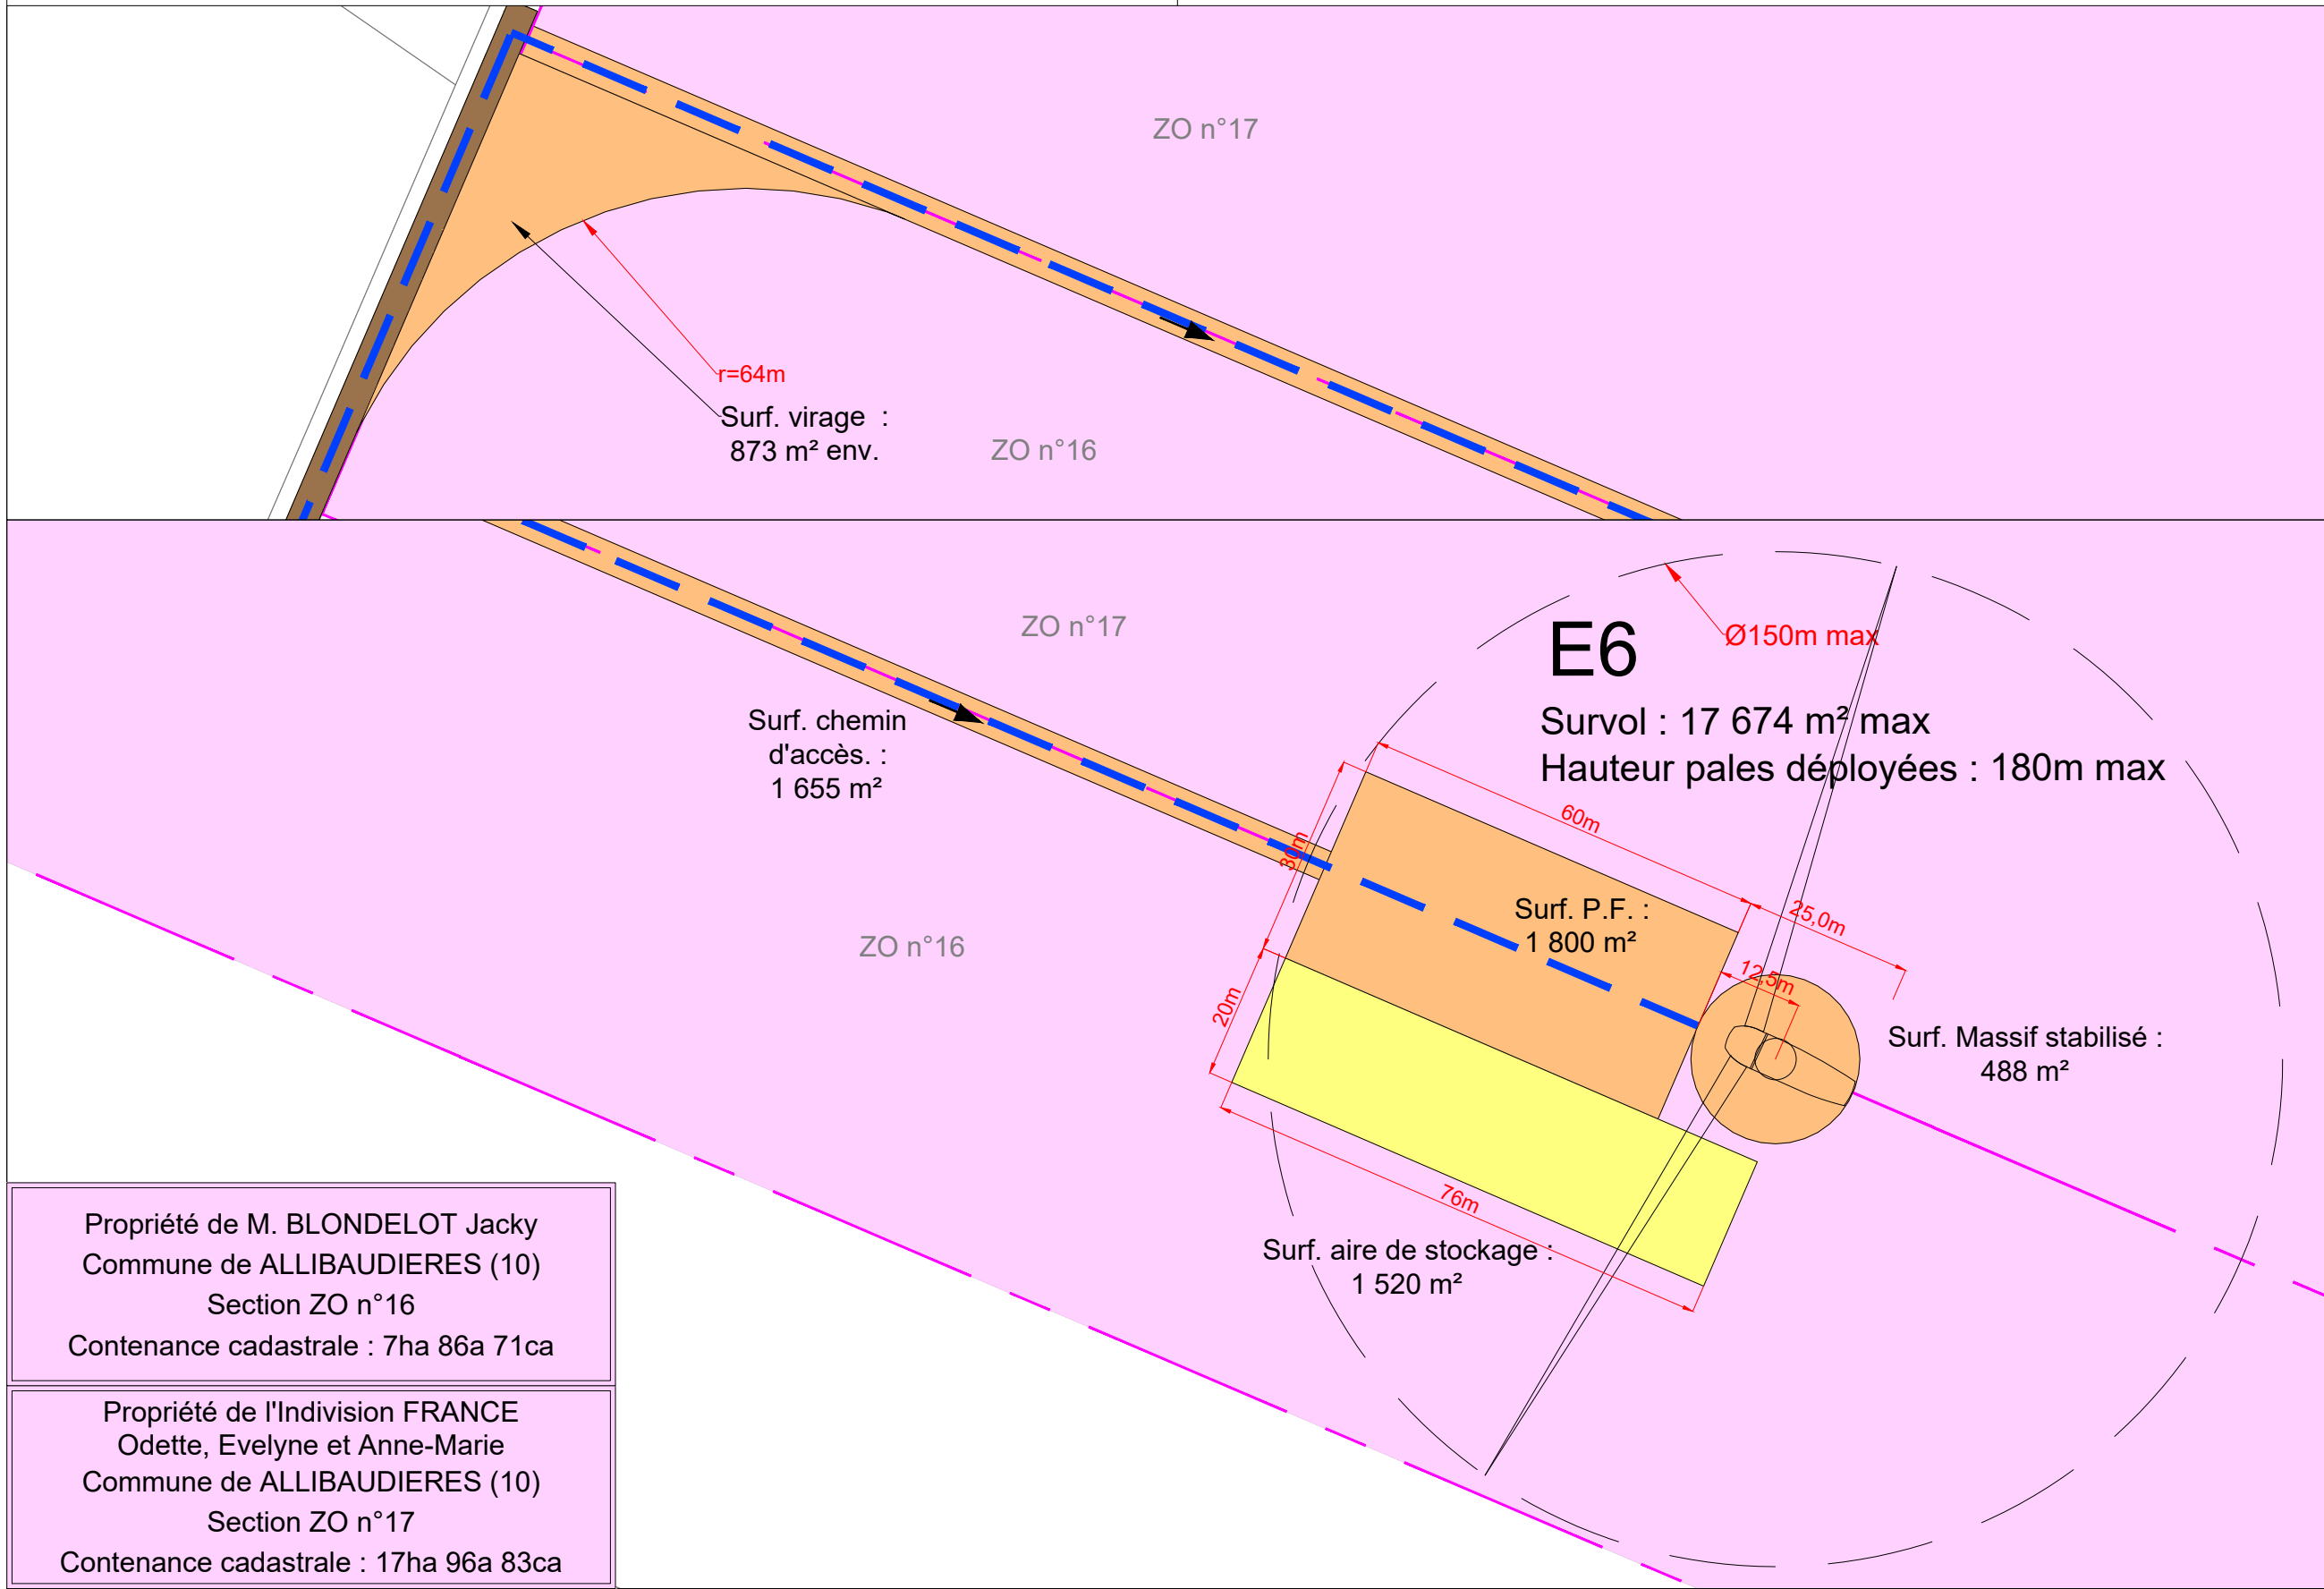 ZO n°17
r=64m
Surf. virage :
873 m² env.
ZO n°16
ZO n°17
E6
Ø150m max
Survol : 17 674 m² max
Hauteur pales déployées : 180m max
Surf. chemin
d'accès. :
1 655 m²
60m
30m
Surf. P.F. :
1 800 m²
25,0m
12,5m
ZO n°16
20m
Surf. Massif stabilisé :
488 m²
76m
Surf. aire de stockage :
1 520 m²
Propriété de M. BLONDELOT Jacky
Commune de ALLIBAUDIERES (10)
Section ZO n°16
Contenance cadastrale : 7ha 86a 71ca
Propriété de l'Indivision FRANCE
Odette, Evelyne et Anne-Marie
Commune de ALLIBAUDIERES (10)
Section ZO n°17
Contenance cadastrale : 17ha 96a 83ca